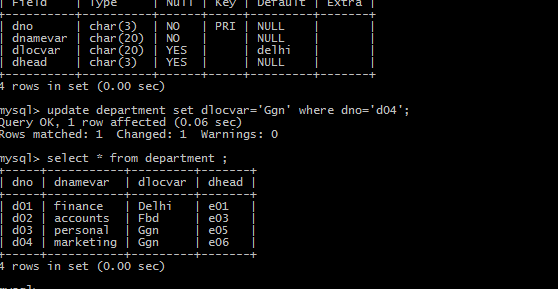 | Field | Type | Null | Key | Default | Extra |
+----------+----------+------+-----+---------+-------+
| dno | char(3) | NO | PRI | NULL | |
| dnamevar | char(20) | NO | | NULL | |
| dlocvar | char(20) | YES | | delhi | |
| dhead | char(3) | YES | | NULL | |
+----------+----------+------+-----+---------+-------+
4 rows in set (0.00 sec)
mysql> update department set dlocvar='Ggn' where dno='d04';
Query OK, 1 row affected (0.06 sec)
Rows matched: 1 Changed: 1 Warnings: 0
mysql> select * from department ;
+-----+-----------+---------+-------+
| dno | dnamevar | dlocvar | dhead |
+-----+-----------+---------+-------+
| d01 | finance | Delhi | e01 |
| d02 | accounts | Fbd | e03 |
| d03 | personal | Ggn | e05 |
| d04 | marketing | Ggn | e06 |
+-----+-----------+---------+-------+
4 rows in set (0.00 sec)
mysql>